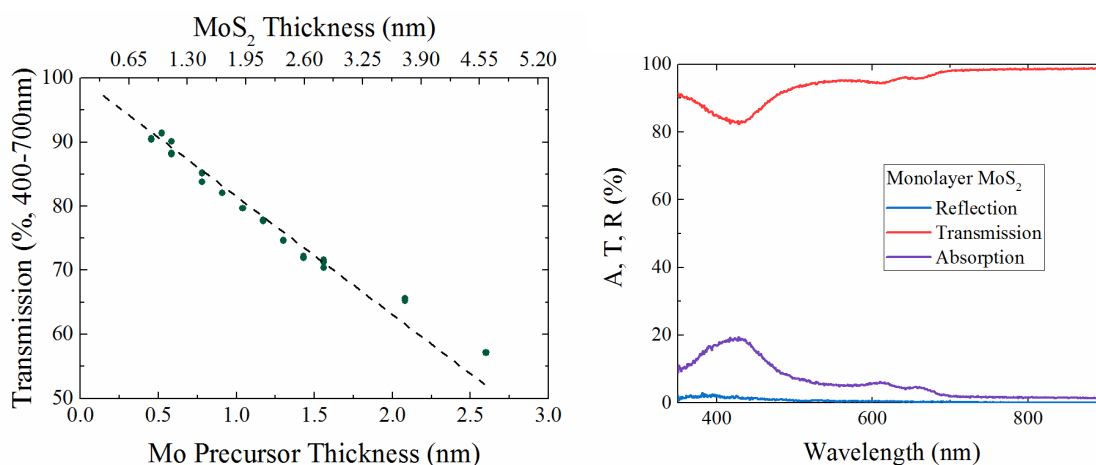 MoS2 Thickness (nm)
0.65 1.30 1.95 2.60 3.25 3.90 4.55 5.20
100
90
80
70
60
50
Transmission (%, 400-700nm)
0.0 0.5 1.0 1.5 2.0 2.5 3.0
Mo Precursor Thickness (nm)
100
80
60
40
20
0
A, T, R (%)
Monolayer MoS2
Reflection
Transmission
Absorption
400 600 800
Wavelength (nm)